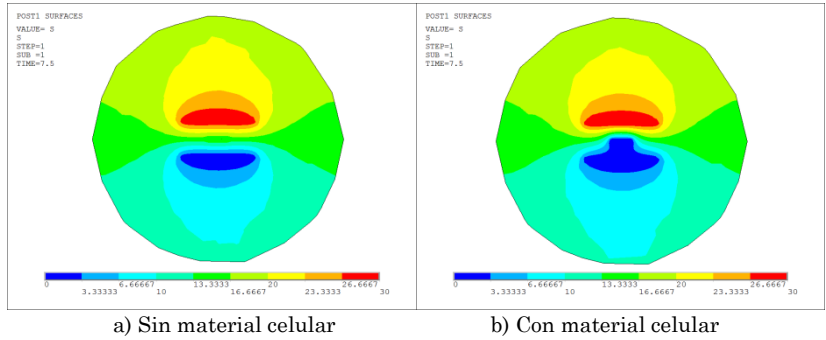 POST1 SURFACES
VALUE= S
S
STEP=1
SUB =1
TIME=7.5
0
3.33333
6.66667
10
13.3333
16.6667
20
23.3333
26.6667
30
a) Sin material celular
POST1 SURFACES
VALUE= S
S
STEP=1
SUB =1
TIME=7.5
0
3.33333
6.66667
10
13.3333
16.6667
20
23.3333
26.6667
30
b) Con material celular